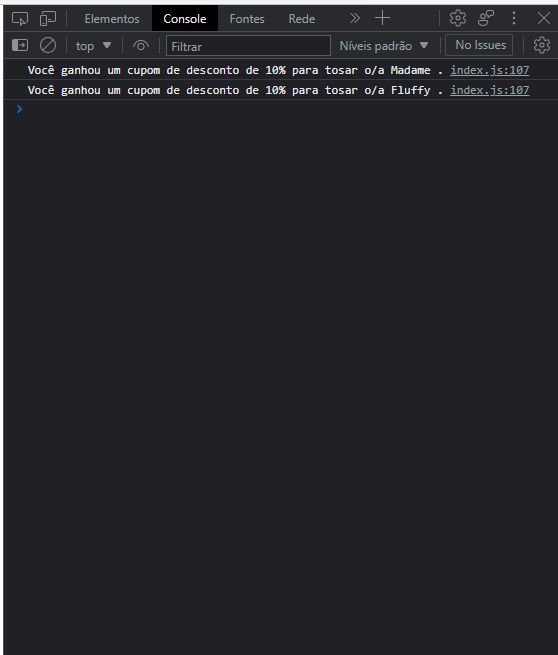 Elementos Console Fontes Rede
top Filtrar Níveis padrão No Issues
Você ganhou um cupom de desconto de 10% para tosar o/a Madame . index.js:107
Você ganhou um cupom de desconto de 10% para tosar o/a Fluffy . index.js:107